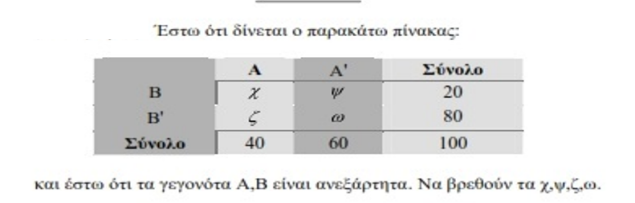 Έστω ότι δίνεται ο παρακάτω πίνακας:
Α Α' Σύνολο
Β χ ψ 20
Β' ζ ω 80
Σύνολο 40 60 100
και έστω ότι τα γεγονότα Α,Β είναι ανεξάρτητα. Να βρεθούν τα χ,ψ,ζ,ω.